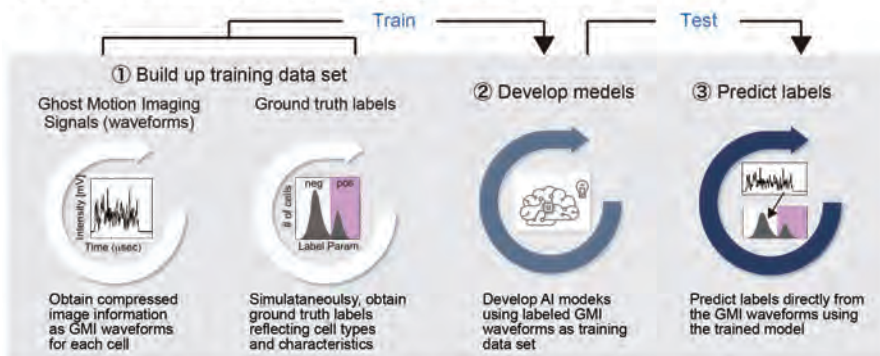 Train
Test
① Build up training data set
Ghost Motion Imaging
Signals (waveforms)
Ground truth labels
② Develop medels
③ Predict labels
Intensity [mV]
Time (μsec)
neg pos
# of cells
Label Param.
Obtain compressed
image information
as GMI waveforms
for each cell
Simulataneoulsy, obtain
ground truth labels
reflecting cell types
and characteristics
Develop AI modeks
using labeled GMI
waveforms as training
data set
Predict labels directly from
the GMI waveforms using
the trained model